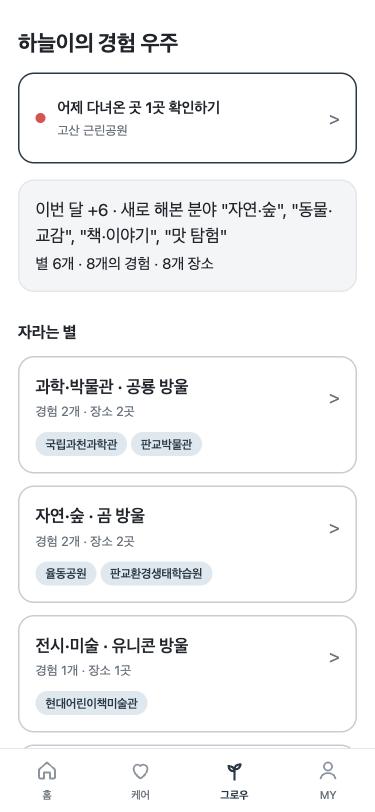 하늘이의 경험 우주
어제 다녀온 곳 1곳 확인하기
고산 근린공원
>
이번 달 +6 · 새로 해본 분야 "자연·숲", "동물·
교감", "책·이야기", "맛 탐험"
별 6개 · 8개의 경험 · 8개 장소
자라는 별
과학·박물관 · 공룡 방울
경험 2개 · 장소 2곳
>
국립과천과학관 판교박물관
자연·숲 · 곰 방울
경험 2개 · 장소 2곳
>
율동공원 판교환경생태학습원
전시·미술 · 유니콘 방울
경험 1개 · 장소 1곳
>
현대어린이책미술관
홈 케어 그로우 MY